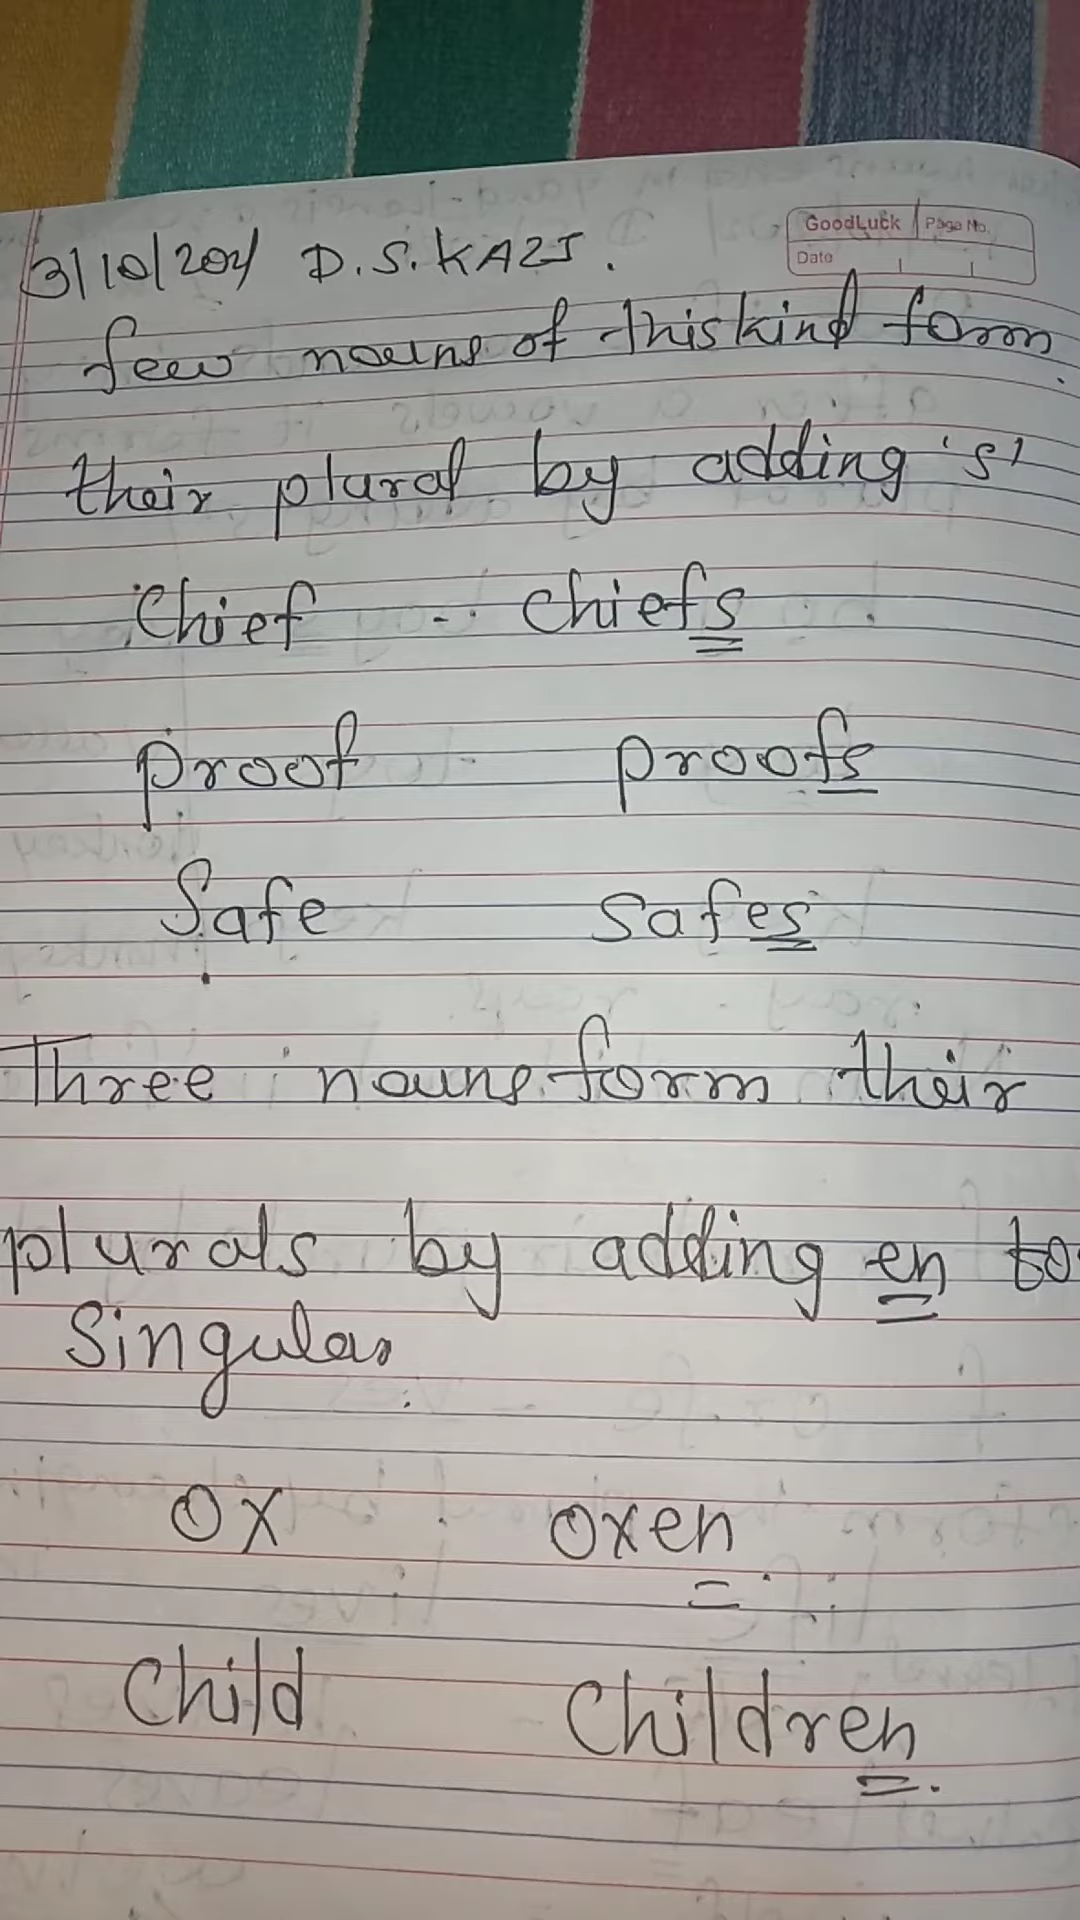 3/10/2021 D.S.KAZI.
GoodLuck Page No.
Date
few nouns of this kind form
their plural by adding 's'
Chief - chiefs
Proof proofs
Safe safes
Three nouns form their
plurals by adding en to
Singular
OX oxen
Child Children.